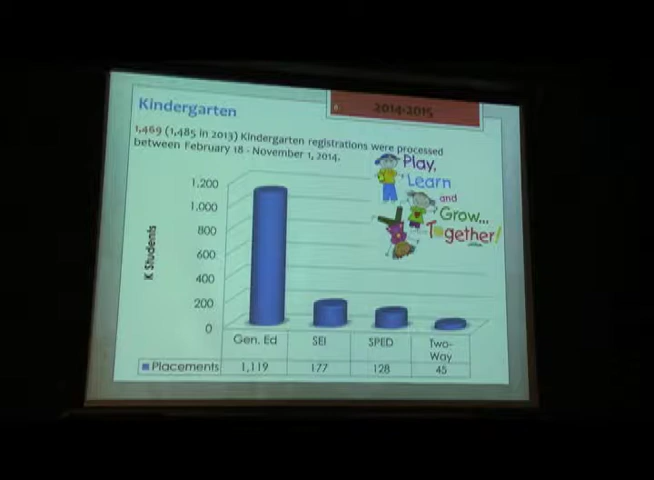 Kindergarten
6
2014-2015
1,469 (1,485 in 2013) Kindergarten registrations were processed
between February 18 - November 1, 2014.
Play,
Learn
and
Grow...
Together!
K Students
1,200
1,000
800
600
400
200
0
Gen. Ed SEI SPED Two-
Way
Placements 1,119 177 128 45